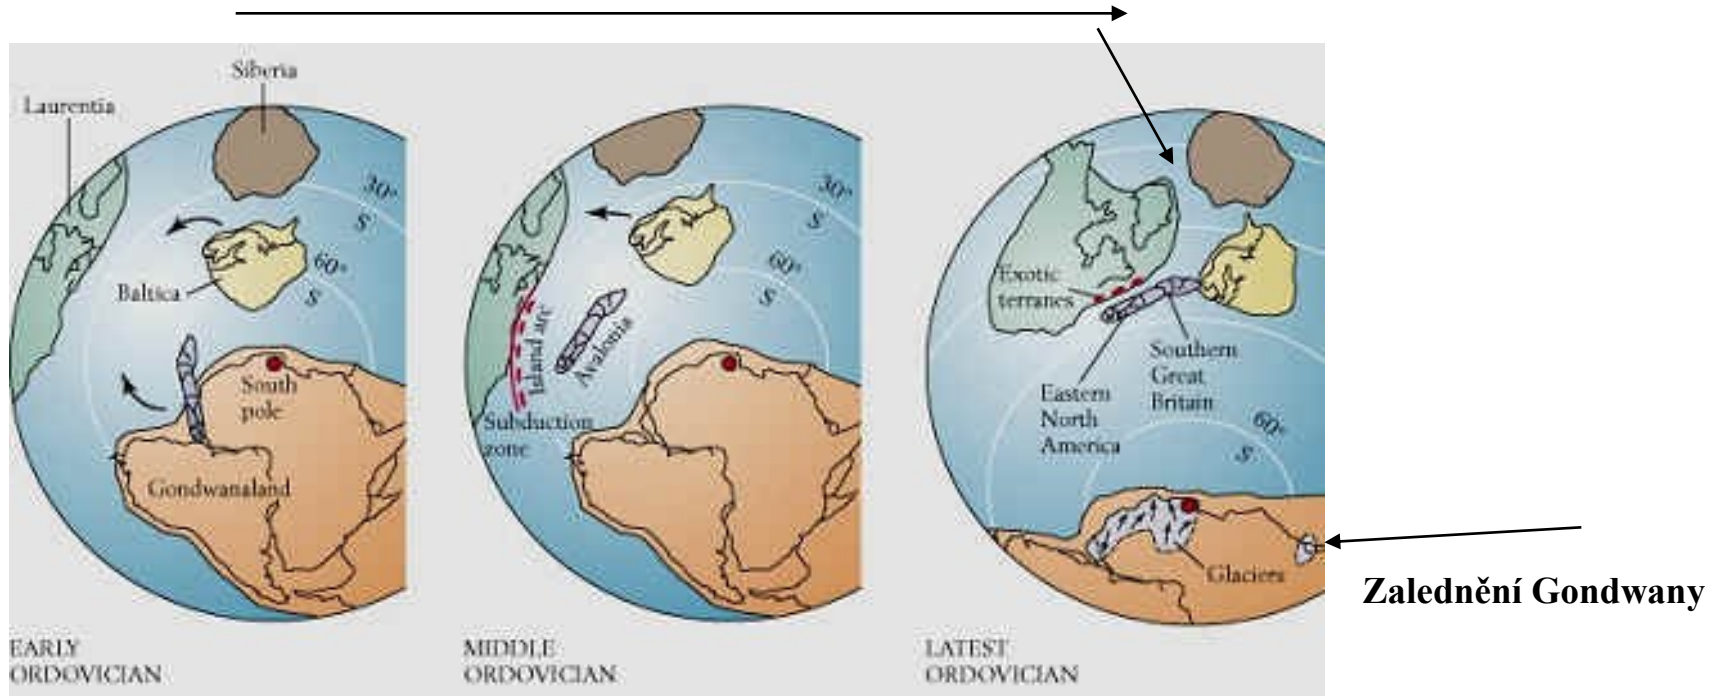 Siberia
Laurentia
30°
S
60°
S
Baltica
South
pole
Gondwanaland
EARLY
ORDOVICIAN
30°
S
60°
S
Island arc
Avalonia
Subduction
zone
MIDDLE
ORDOVICIAN
Exotic
terranes
Southern
Great
Britain
Eastern
North
America
60°
S
Glaciers
LATEST
ORDOVICIAN
Zalednění Gondwany